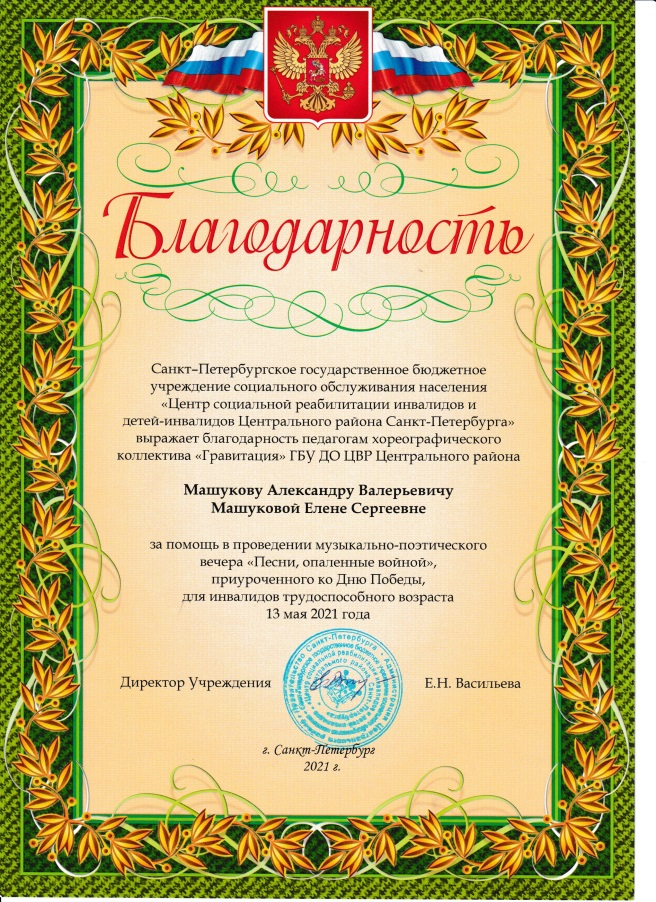 Благодарность
Санкт–Петербургское государственное бюджетное
учреждение социального обслуживания населения
«Центр социальной реабилитации инвалидов и
детей-инвалидов Центрального района Санкт-Петербурга»
выражает благодарность педагогам хореографического
коллектива «Гравитация» ГБУ ДО ЦВР Центрального района
Машукову Александру Валерьевичу
Машуковой Елене Сергеевне
за помощь в проведении музыкально-поэтического
вечера «Песни, опаленные войной»,
приуроченного ко Дню Победы,
для инвалидов трудоспособного возраста
13 мая 2021 года
Директор Учреждения Е.Н. Васильева
г. Санкт-Петербург
2021 г.